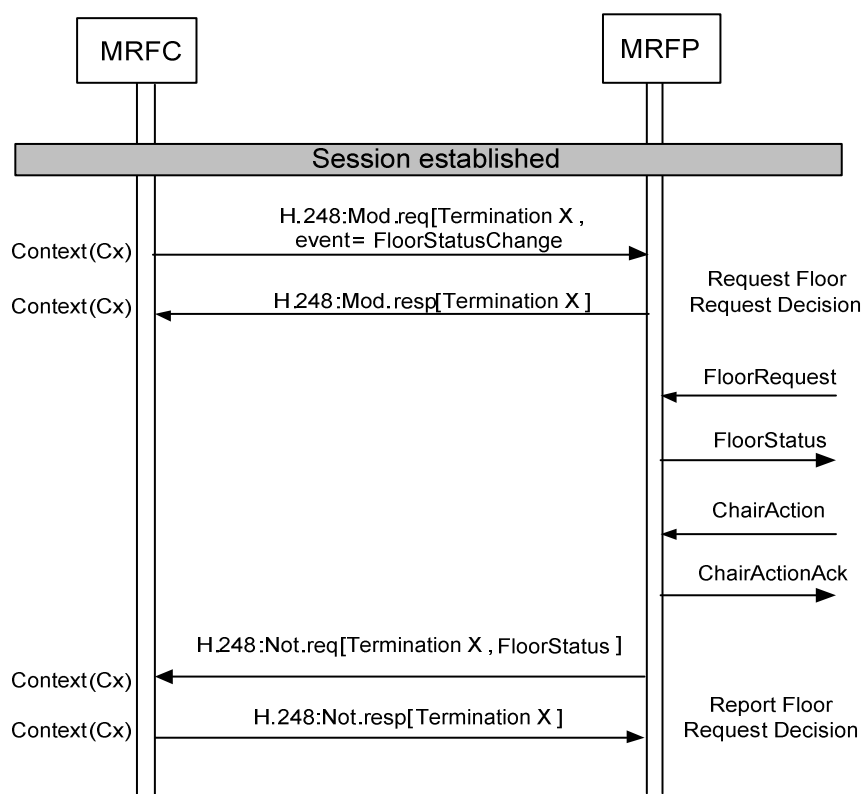 MRFC
MRFP
Session established
H.248:Mod.req[Termination X ,
event= FloorStatusChange
Context(Cx)
Request Floor
Request Decision
H.248:Mod.resp[Termination X ]
Context(Cx)
FloorRequest
FloorStatus
ChairAction
ChairActionAck
H.248:Not.req[Termination X , FloorStatus ]
Context(Cx)
Report Floor
Request Decision
H.248:Not.resp[Termination X ]
Context(Cx)